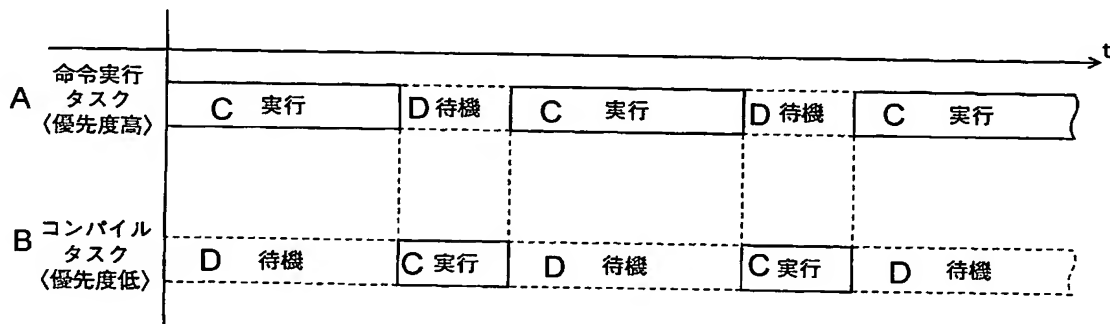 t
A 命令実行
タスク
〈優先度高〉
C 実行 D 待機 C 実行 D 待機 C 実行
B コンパイル
タスク
〈優先度低〉
D 待機 C 実行 D 待機 C 実行 D 待機